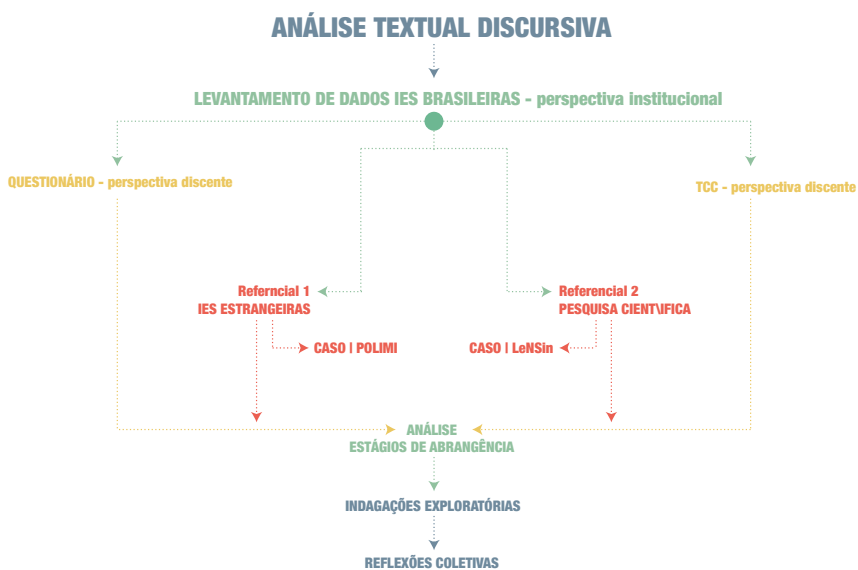 ANÁLISE TEXTUAL DISCURSIVA
LEVANTAMENTO DE DADOS IES BRASILEIRAS - perspectiva institucional
QUESTIONÁRIO - perspectiva discente
TCC - perspectiva discente
Referncial 1
IES ESTRANGEIRAS
Referencial 2
PESQUISA CIENT\IFICA
CASO | POLIMI
CASO | LeNSin
ANÁLISE
ESTÁGIOS DE ABRANGÊNCIA
INDAGAÇÕES EXPLORATÓRIAS
REFLEXÕES COLETIVAS